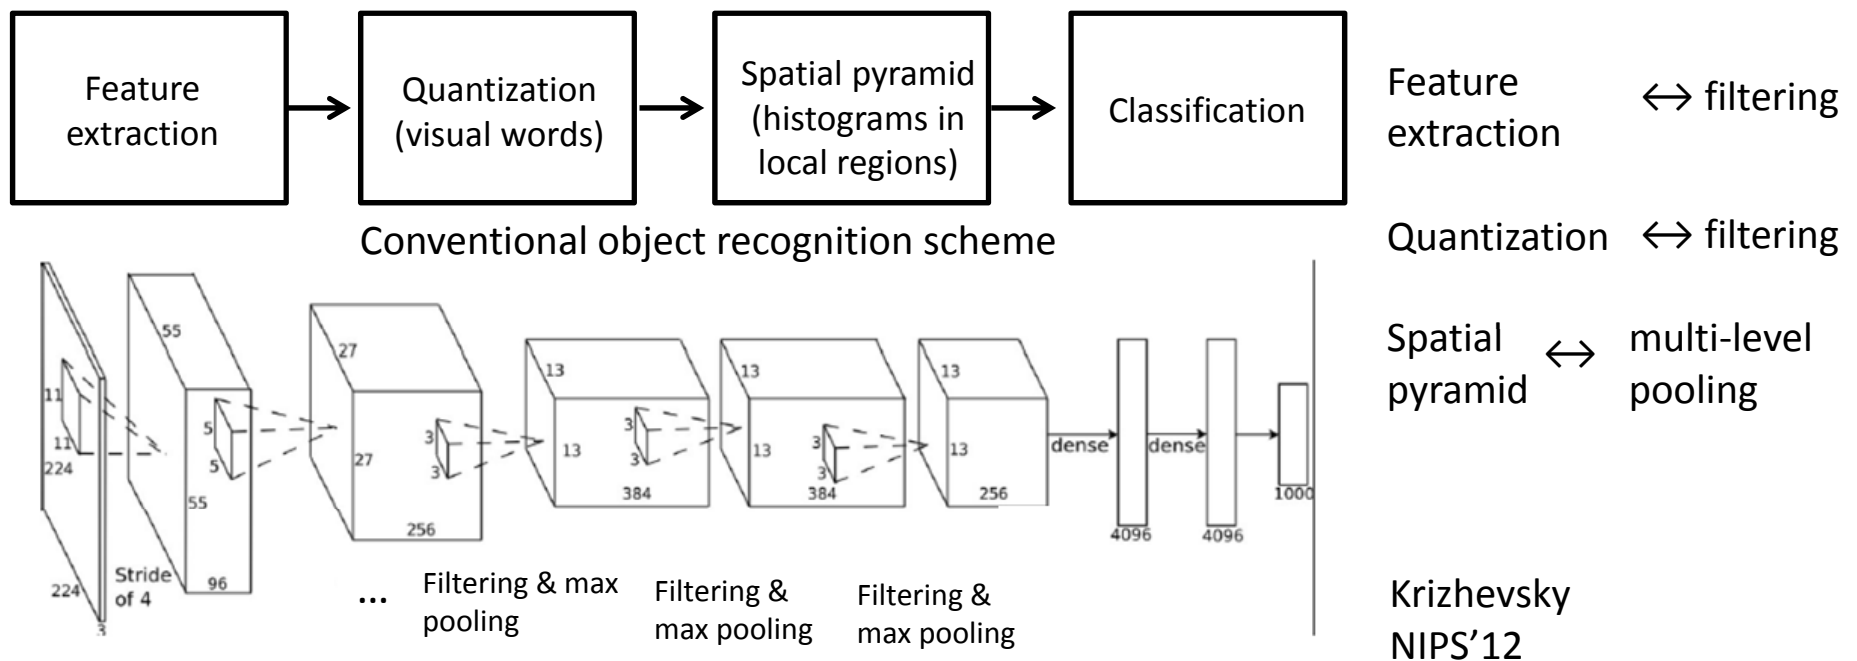 Feature
extraction
Quantization
(visual words)
Spatial pyramid
(histograms in
local regions)
Classification
Conventional object recognition scheme
Feature
extraction
↔ filtering
Quantization ↔ filtering
Spatial
pyramid
↔
multi-level
pooling
11
11
224
224
3
Stride
of 4
55
55
96
5
5
27
27
256
3
3
13
13
384
3
3
13
13
384
3
3
13
13
256
dense
4096
dense
4096
1000
...
Filtering & max
pooling
Filtering &
max pooling
Filtering &
max pooling
Krizhevsky
NIPS’12